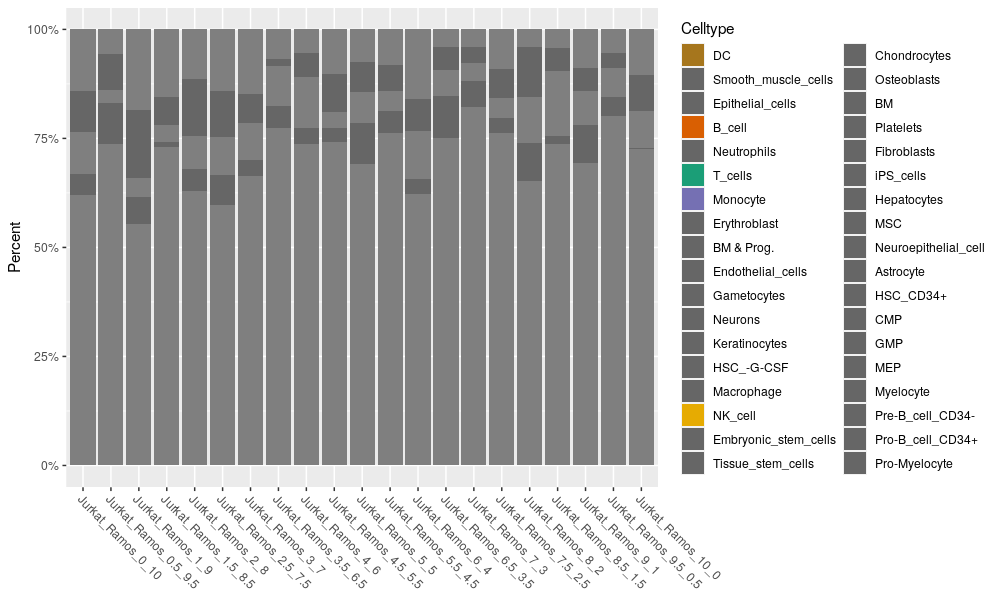 Percent
100%
75%
50%
25%
0%
Jurkat_Ramos_0_10
Jurkat_Ramos_0.5_9.5
Jurkat_Ramos_1_9
Jurkat_Ramos_1.5_8.5
Jurkat_Ramos_2_8
Jurkat_Ramos_2.5_7.5
Jurkat_Ramos_3_7
Jurkat_Ramos_3.5_6.5
Jurkat_Ramos_4_6
Jurkat_Ramos_4.5_5.5
Jurkat_Ramos_5_5
Jurkat_Ramos_5.5_4.5
Jurkat_Ramos_6_4
Jurkat_Ramos_6.5_3.5
Jurkat_Ramos_7_3
Jurkat_Ramos_7.5_2.5
Jurkat_Ramos_8_2
Jurkat_Ramos_8.5_1.5
Jurkat_Ramos_9_1
Jurkat_Ramos_9.5_0.5
Jurkat_Ramos_10_0
Celltype
DC
Smooth_muscle_cells
Epithelial_cells
B_cell
Neutrophils
T_cells
Monocyte
Erythroblast
BM & Prog.
Endothelial_cells
Gametocytes
Neurons
Keratinocytes
HSC_-G-CSF
Macrophage
NK_cell
Embryonic_stem_cells
Tissue_stem_cells
Chondrocytes
Osteoblasts
BM
Platelets
Fibroblasts
iPS_cells
Hepatocytes
MSC
Neuroepithelial_cell
Astrocyte
HSC_CD34+
CMP
GMP
MEP
Myelocyte
Pre-B_cell_CD34-
Pro-B_cell_CD34+
Pro-Myelocyte